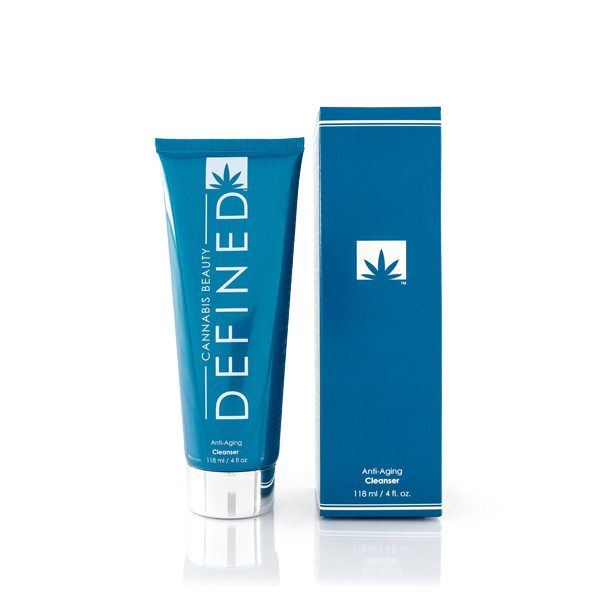 CANNABIS BEAUTY
DEFINED
Anti-Aging
Cleanser
118 ml / 4 fl oz
Anti-Aging
Cleanser
118 ml / 4 fl. oz.
TM